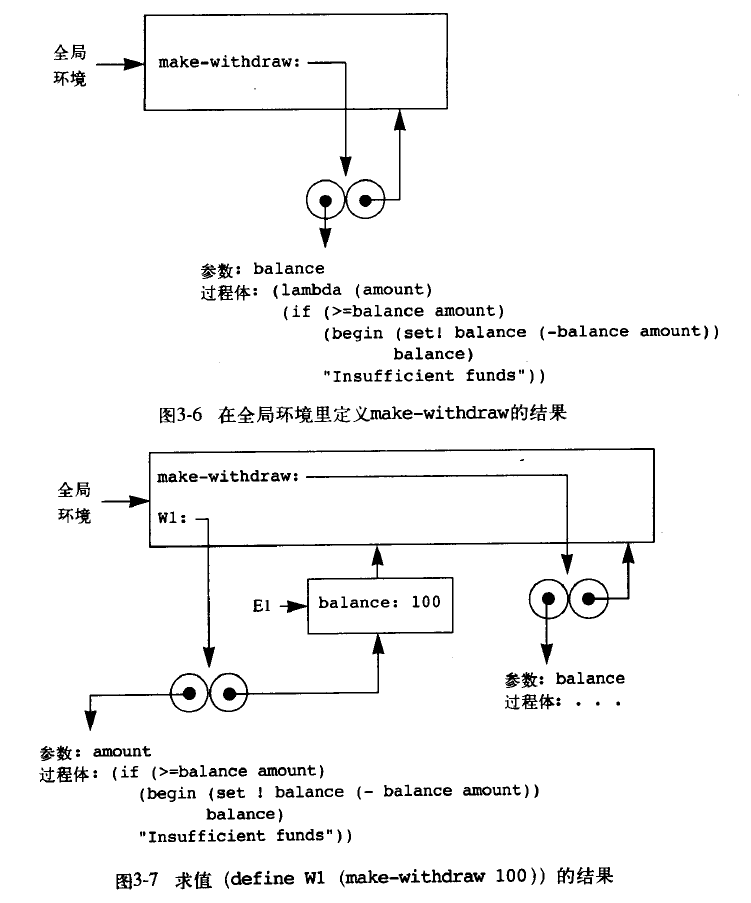 全局
环境
make-withdraw:
参数: balance
过程体: (lambda (amount)
(if (>=balance amount)
(begin (set! balance (-balance amount))
balance)
"Insufficient funds"))
图3-6 在全局环境里定义make-withdraw的结果
全局
环境
make-withdraw:
W1:
E1
balance: 100
参数: balance
过程体: . . .
参数: amount
过程体: (if (>=balance amount)
(begin (set ! balance (- balance amount))
balance)
"Insufficient funds"))
图3-7 求值 (define W1 (make-withdraw 100)) 的结果